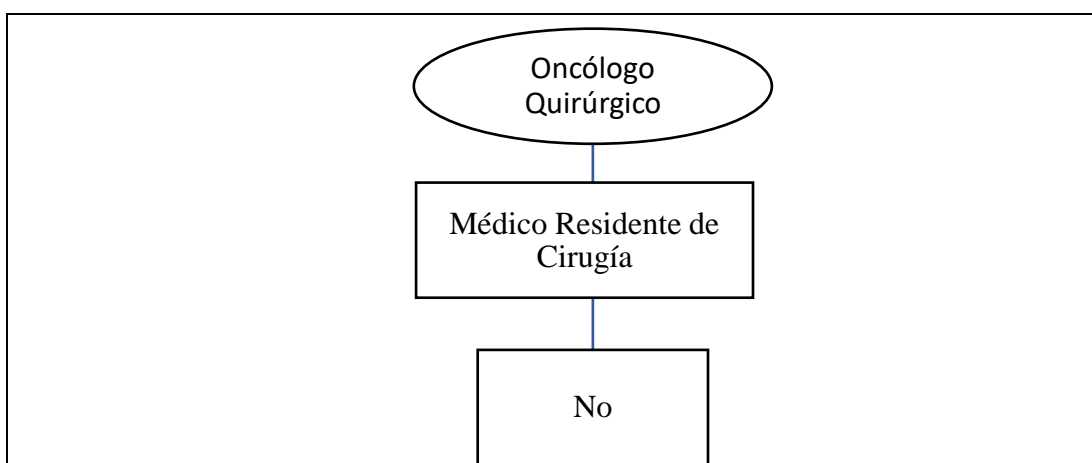 Oncólogo
Quirúrgico
Médico Residente de
Cirugía
No